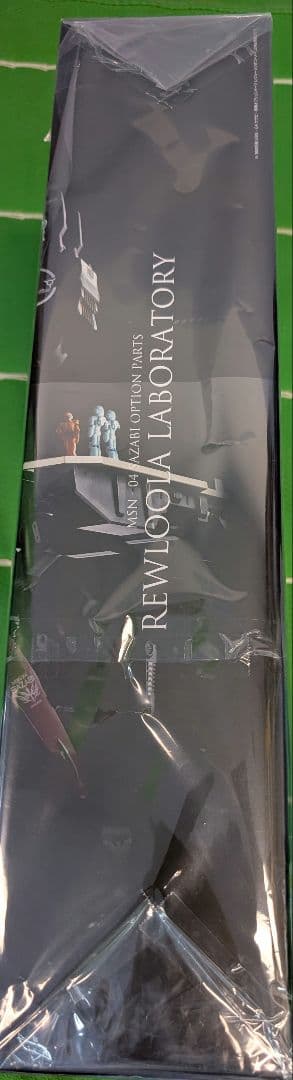 MSN - 04 SAZABI OPTION PARTS
REWLOOLA LABORATORY